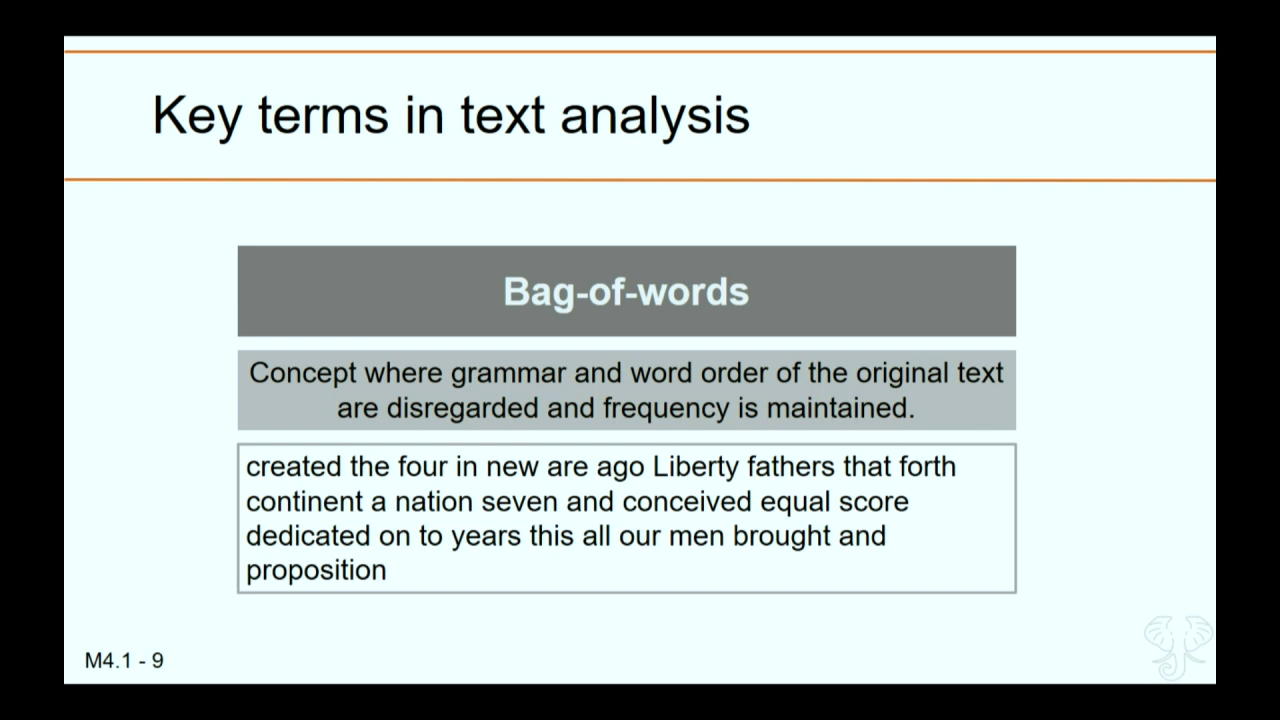 Key terms in text analysis
Bag-of-words
Concept where grammar and word order of the original text
are disregarded and frequency is maintained.
created the four in new are ago Liberty fathers that forth
continent a nation seven and conceived equal score
dedicated on to years this all our men brought and
proposition
M4.1 - 9